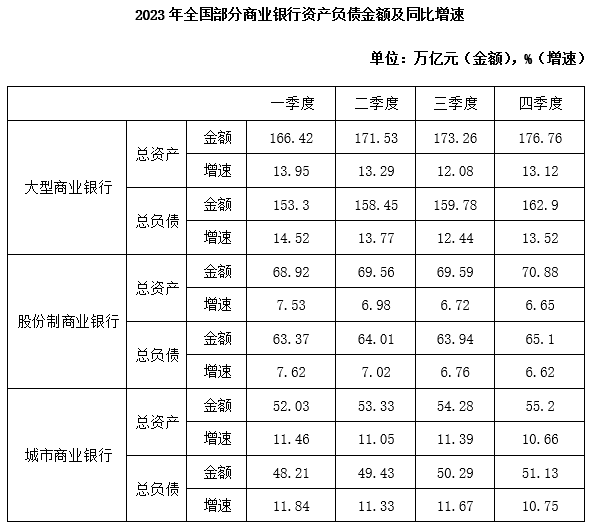 2023年全国部分商业银行资产负债金额及同比增速
单位：万亿元（金额），%（增速）
一季度 二季度 三季度 四季度
大型商业银行 总资产 金额 166.42 171.53 173.26 176.76
增速 13.95 13.29 12.08 13.12
总负债 金额 153.3 158.45 159.78 162.9
增速 14.52 13.77 12.44 13.52
股份制商业银行 总资产 金额 68.92 69.56 69.59 70.88
增速 7.53 6.98 6.72 6.65
总负债 金额 63.37 64.01 63.94 65.1
增速 7.62 7.02 6.76 6.62
城市商业银行 总资产 金额 52.03 53.33 54.28 55.2
增速 11.46 11.05 11.39 10.66
总负债 金额 48.21 49.43 50.29 51.13
增速 11.84 11.33 11.67 10.75